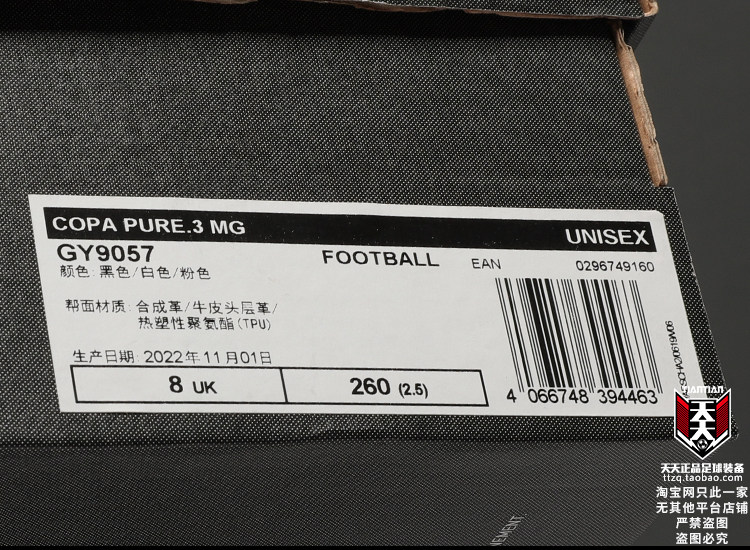 COPA PURE.3 MG
UNISEX
GY9057
FOOTBALL
EAN
0296749160
颜色: 黑色/白色/粉色
帮面材质: 合成革/牛皮头层革/
热塑性聚氨酯(TPU)
生产日期: 2022年11月01日
8 UK
260 (2.5)
4 066748 394463
TIANTIAN
天天
天天正品足球装备
ttzq.taobao.com
淘宝网只此一家
无其他平台店铺
严禁盗图
盗图必究